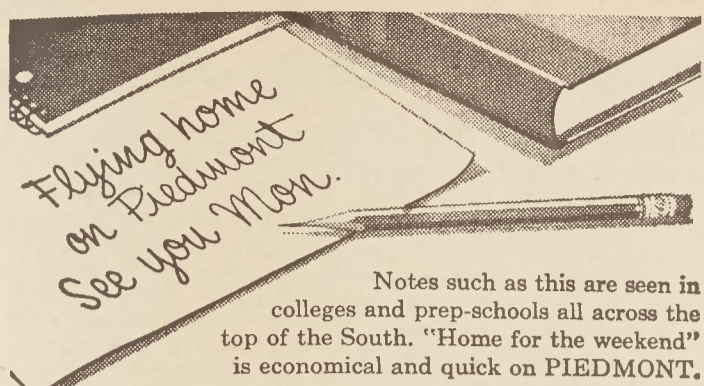 Flying home
on Piedmont
See you Mon.
Notes such as this are seen in
colleges and prep-schools all across the
top of the South. "Home for the weekend"
is economical and quick on PIEDMONT.